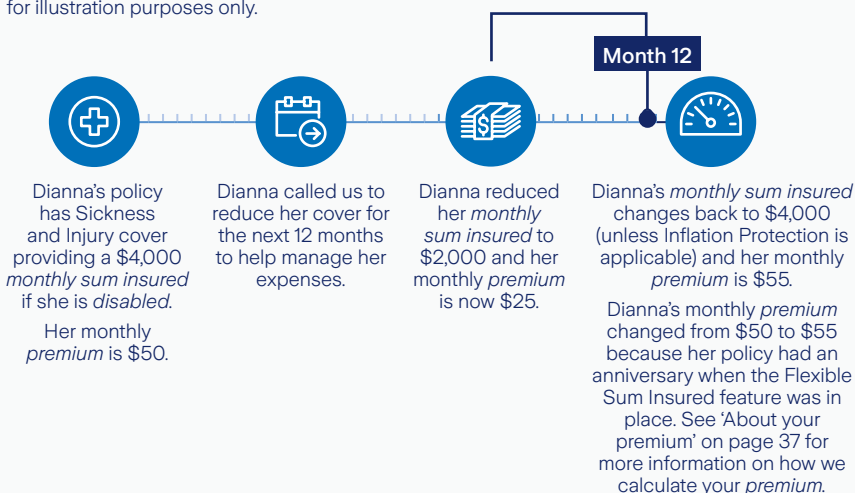 for illustration purposes only.
Month 12
$
Dianna's policy
has Sickness
and Injury cover
providing a $4,000
monthly sum insured
if she is disabled.
Her monthly
premium is $50.
Dianna called us to
reduce her cover for
the next 12 months
to help manage her
expenses.
Dianna reduced
her monthly
sum insured to
$2,000 and her
monthly premium
is now $25.
Dianna's monthly sum insured
changes back to $4,000
(unless Inflation Protection is
applicable) and her monthly
premium is $55.
Dianna's monthly premium
changed from $50 to $55
because her policy had an
anniversary when the Flexible
Sum Insured feature was in
place. See 'About your
premium' on page 37 for
more information on how we
calculate your premium.